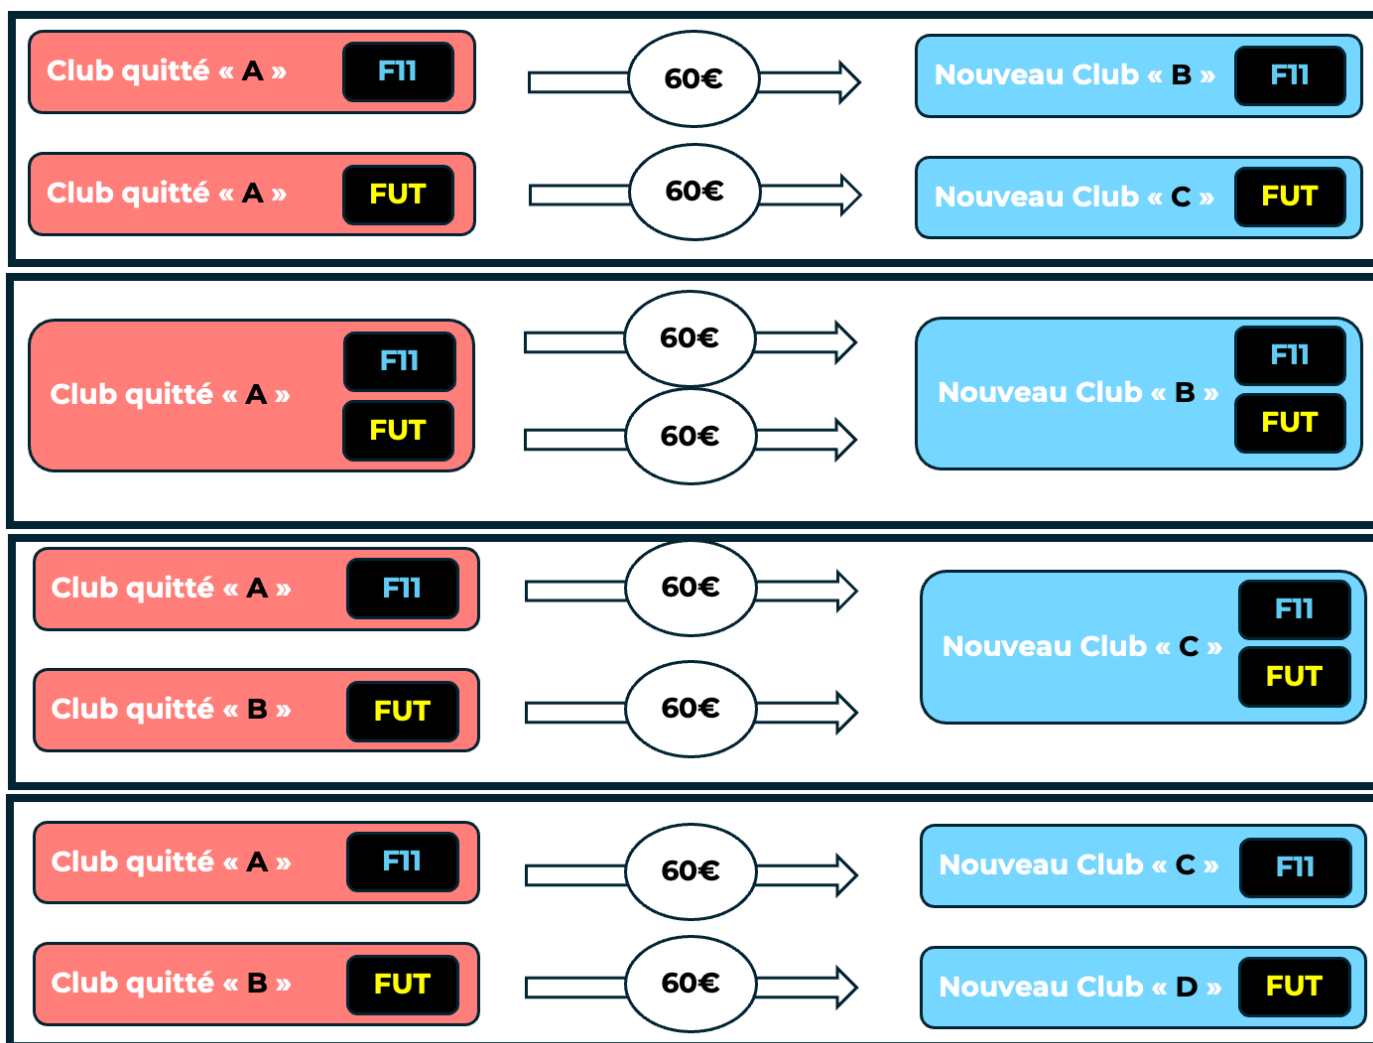 Club quitté « A » F11 60€ Nouveau Club « B » F11
Club quitté « A » FUT 60€ Nouveau Club « C » FUT
Club quitté « A »
F11
FUT
60€
60€
Nouveau Club « B »
F11
FUT
Club quitté « A » F11 60€
Club quitté « B » FUT 60€
Nouveau Club « C »
F11
FUT
Club quitté « A » F11 60€ Nouveau Club « C » F11
Club quitté « B » FUT 60€ Nouveau Club « D » FUT